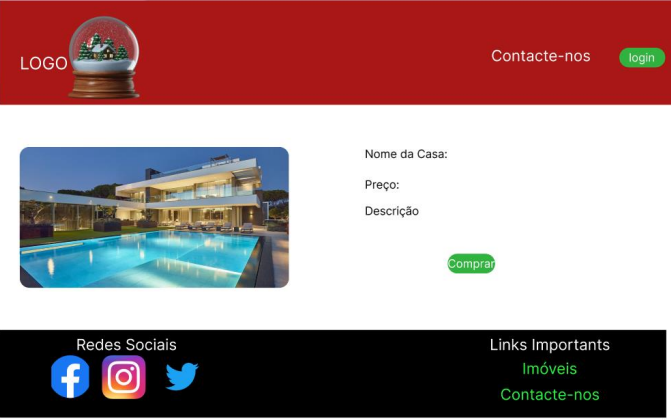 LOGO
Contacte-nos
login
Nome da Casa:
Preço:
Descrição
Comprar
Redes Sociais
Links Importants
Imóveis
Contacte-nos